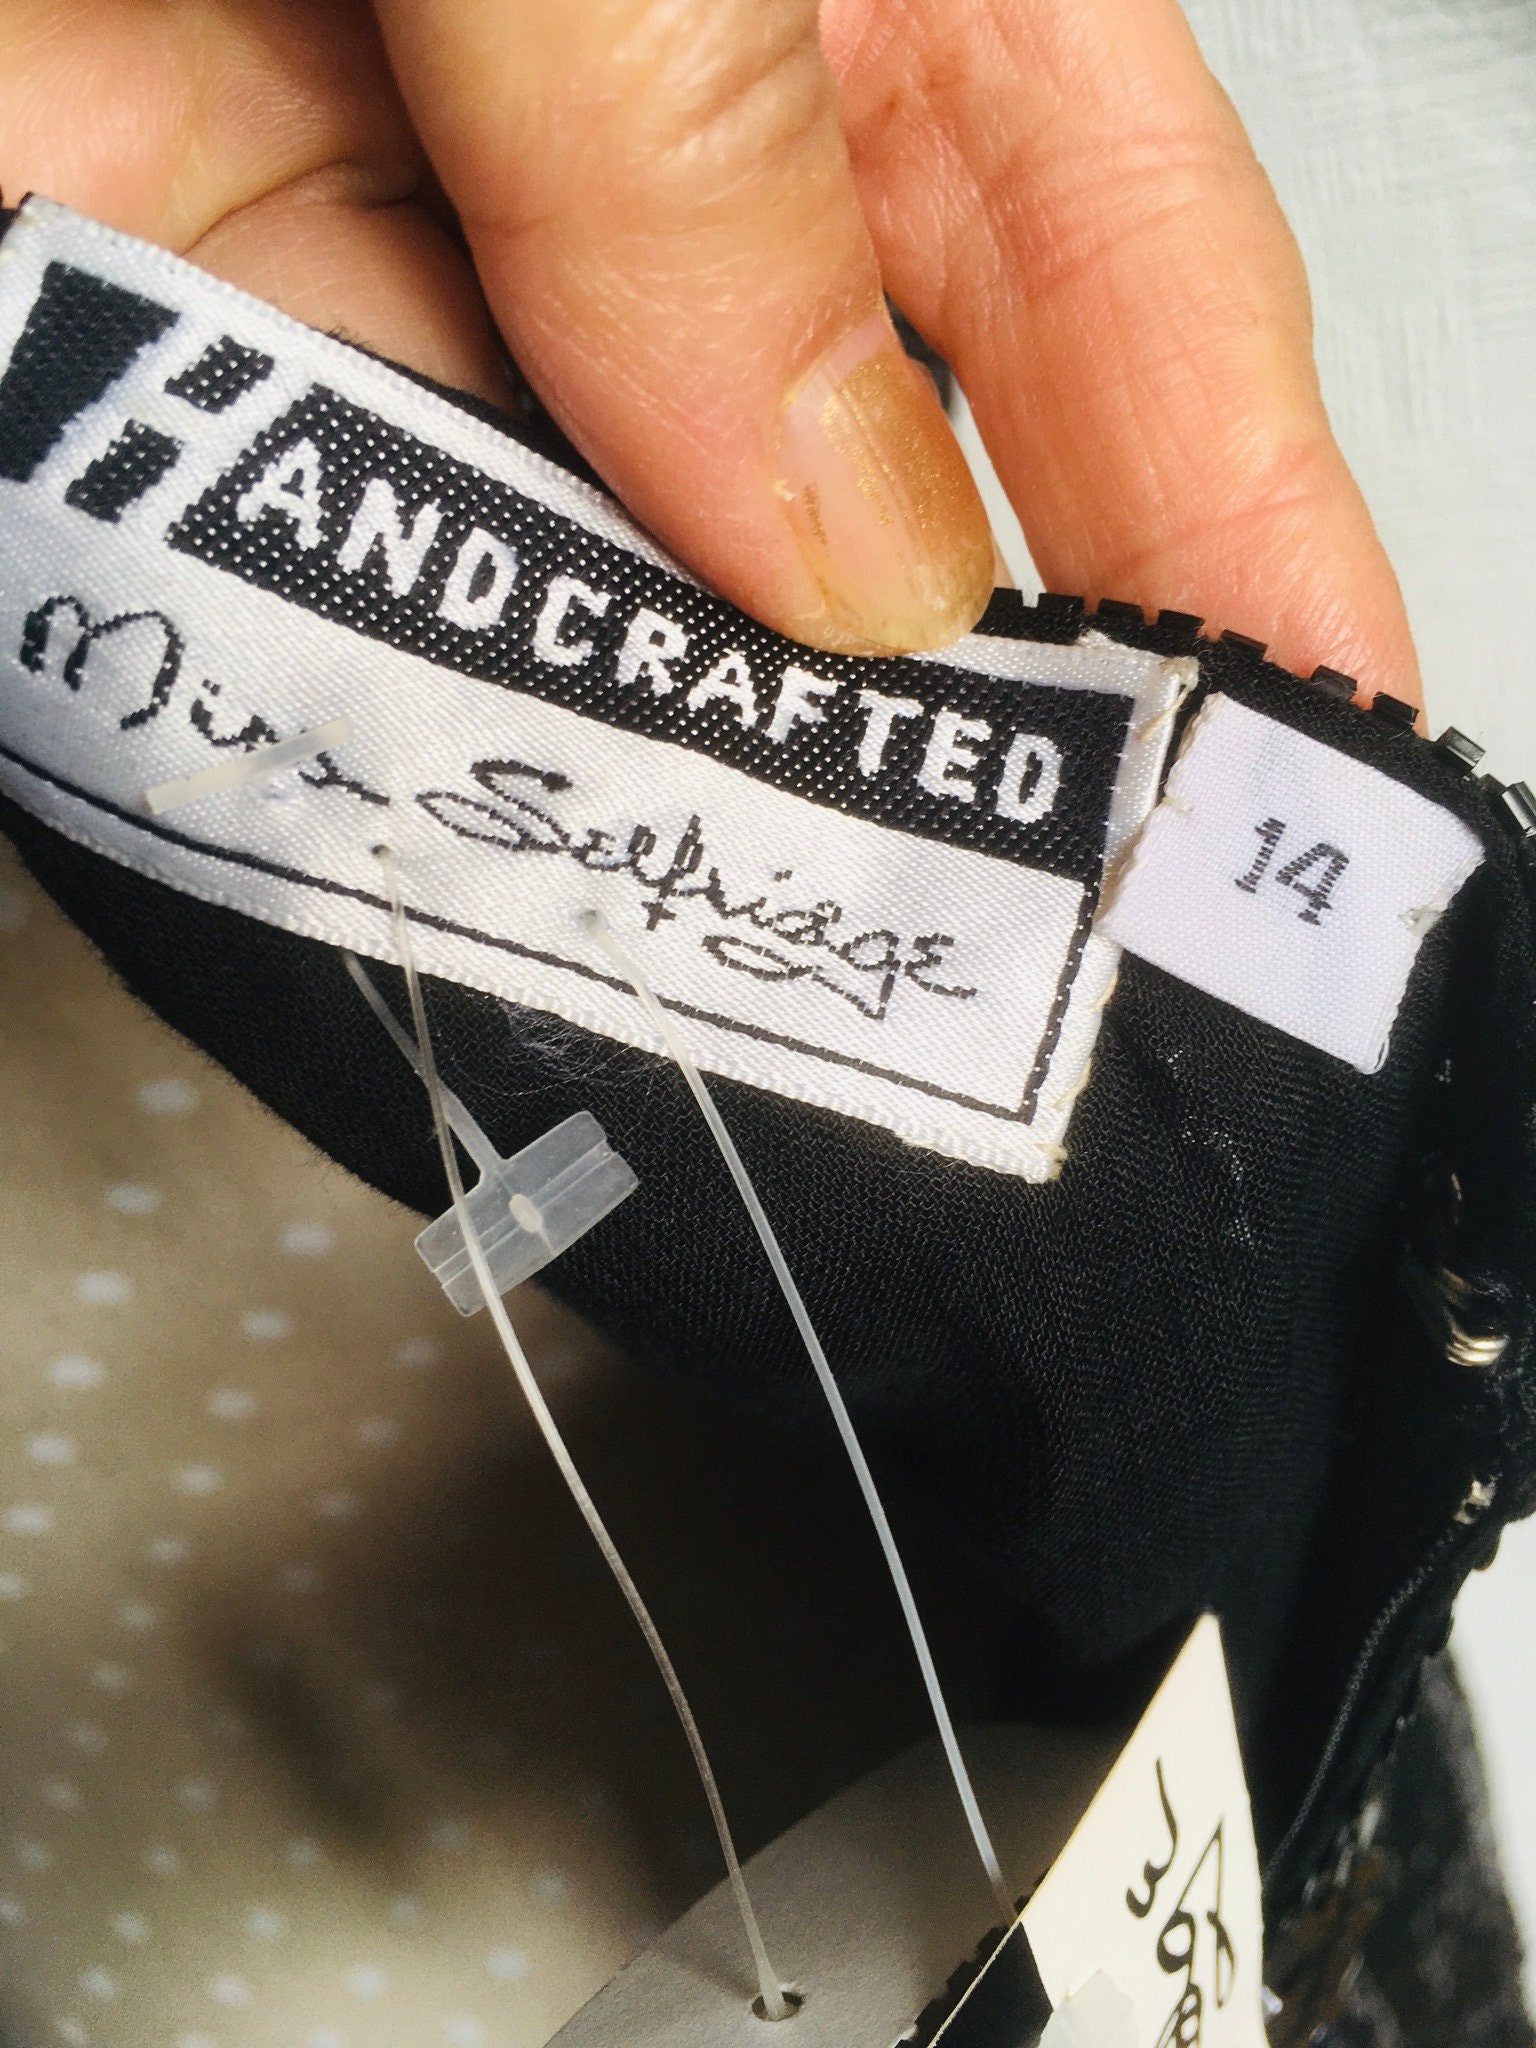 HANDCRAFTED
Miss Selfridge
14